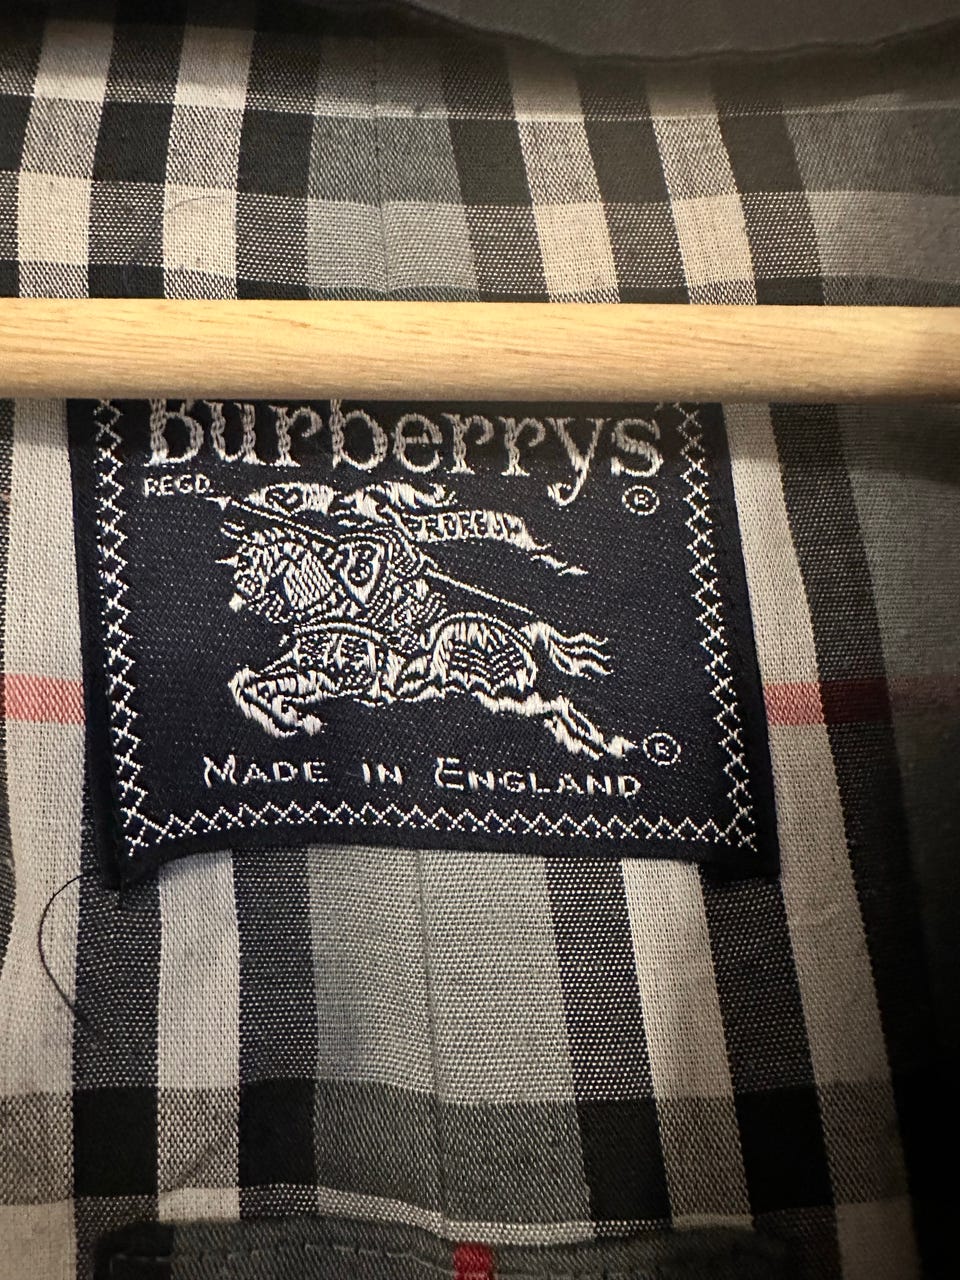 Burberrys
REGD. ®
®
MADE IN ENGLAND